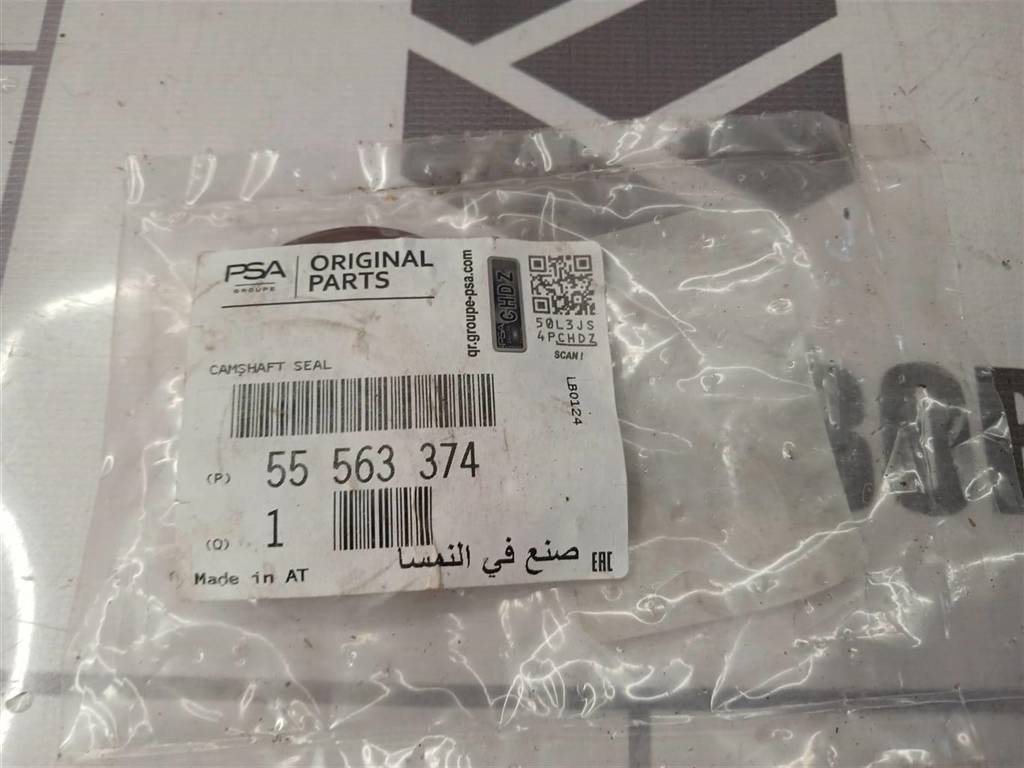 PSA
GROUPE
ORIGINAL
PARTS
qr.groupe-psa.com
CHDZ
50L3JS
4PCHDZ
SCAN!
CAMSHAFT SEAL
LB0124
(P) 55 563 374
(Q) 1
صنع في النمسا
EAC
Made in AT